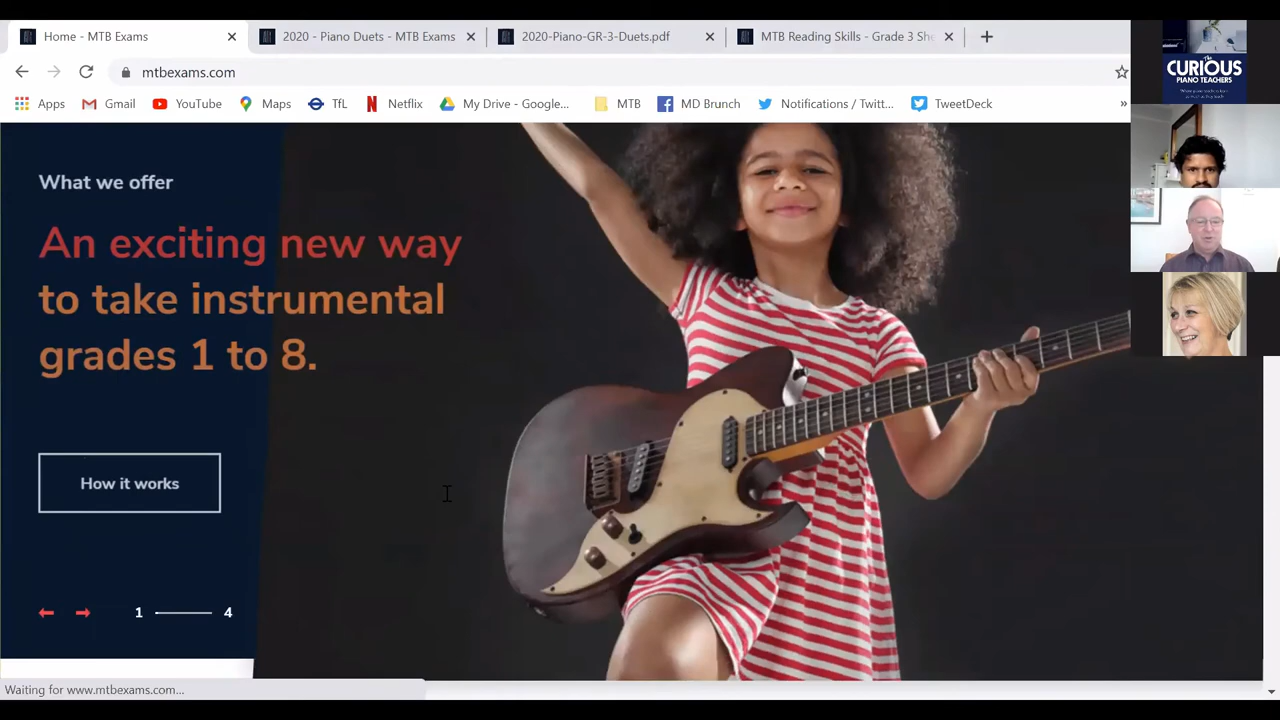 Home - MTB Exams
2020 - Piano Duets - MTB Exams
2020-Piano-GR-3-Duets.pdf
MTB Reading Skills - Grade 3 She
mtbexams.com
Apps
Gmail
YouTube
Maps
TfL
Netflix
My Drive - Google...
MTB
MD Brunch
Notifications / Twitt...
TweetDeck
»
What we offer
An exciting new way
to take instrumental
grades 1 to 8.
How it works
1
4
Waiting for www.mtbexams.com...
The
CURIOUS
PIANO TEACHERS